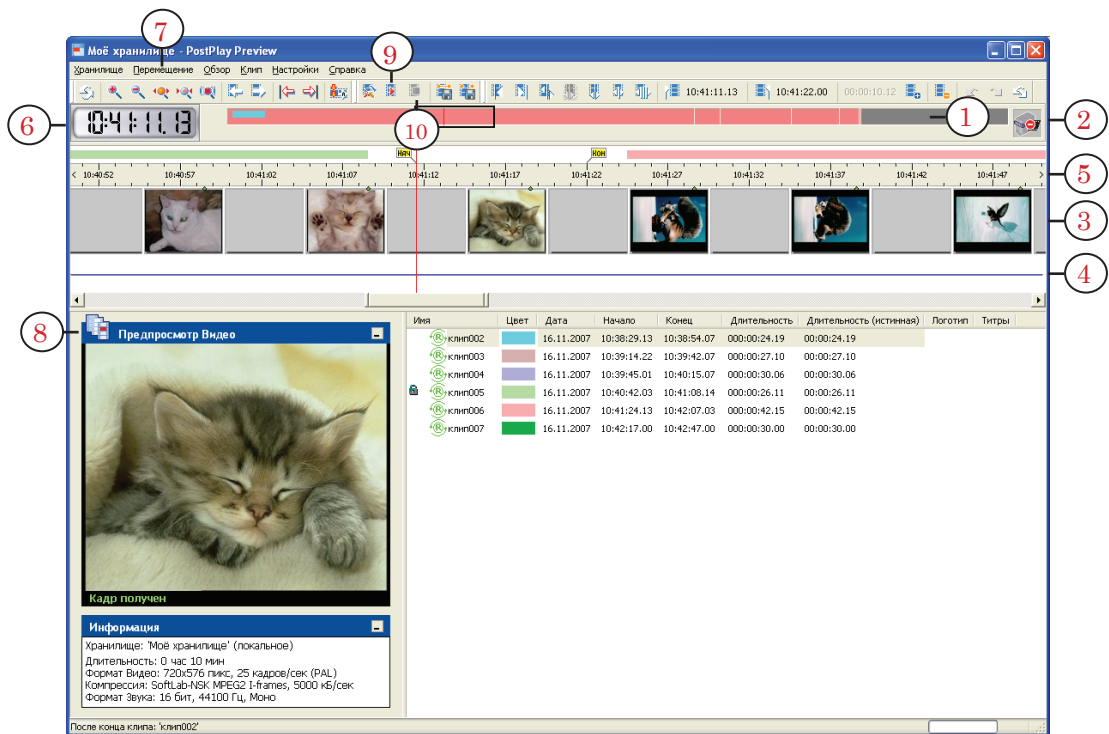 7
9
Моё хранилище - PostPlay Preview
Хранилище Перемещение Обзор Клип Настройки Справка
10:41:11.13 10:41:22.00 00:00:10.12
6
10:41:11.13
10
1
2
Нач Кон
< 10:40:52 10:40:57 10:41:02 10:41:07 10:41:12 10:41:17 10:41:22 10:41:27 10:41:32 10:41:37 10:41:42 10:41:47 >
5
3
4
8
Предпросмотр Видео
Кадр получен
Информация
Хранилище: 'Моё хранилище' (локальное)
Длительность: 0 час 10 мин
Формат Видео: 720x576 пикс, 25 кадров/сек (PAL)
Компрессия: SoftLab-NSK MPEG2 I-frames, 5000 кБ/сек
Формат Звука: 16 бит, 44100 Гц, Моно
Имя Цвет Дата Начало Конец Длительность Длительность (истинная) Логотип Титры
R клип002 16.11.2007 10:38:29.13 10:38:54.07 000:00:24.19 00:00:24.19
R клип003 16.11.2007 10:39:14.22 10:39:42.07 000:00:27.10 00:00:27.10
R клип004 16.11.2007 10:39:45.01 10:40:15.07 000:00:30.06 00:00:30.06
R клип005 16.11.2007 10:40:42.03 10:41:08.14 000:00:26.11 00:00:26.11
R клип006 16.11.2007 10:41:24.13 10:42:07.03 000:00:42.15 00:00:42.15
R клип007 16.11.2007 10:42:17.00 10:42:47.00 000:00:30.00 00:00:30.00
После конца клипа: 'клип002'